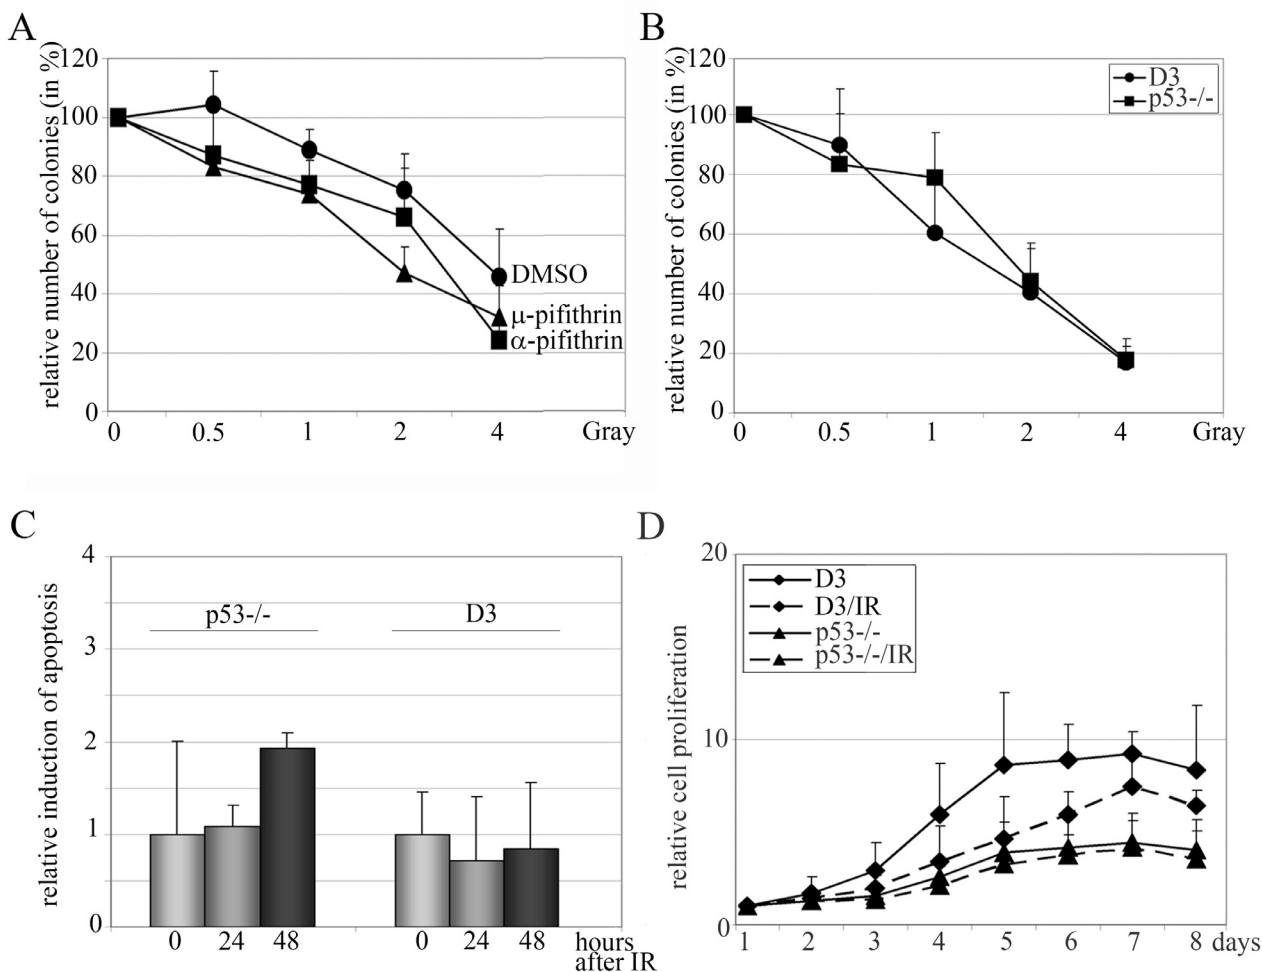 A
relative number of colonies (in %)
120
100
80
60
40
20
0
DMSO
μ-pifithrin
α-pifithrin
0 0.5 1 2 4 Gray
B
relative number of colonies (in %)
120
100
80
60
40
20
0
D3
p53-/-
0 0.5 1 2 4 Gray
C
relative induction of apoptosis
4
3
2
1
0
p53-/- D3
0 24 48 0 24 48 hours
after IR
D
relative cell proliferation
20
10
0
D3
D3/IR
p53-/-
p53-/-/IR
1 2 3 4 5 6 7 8 days